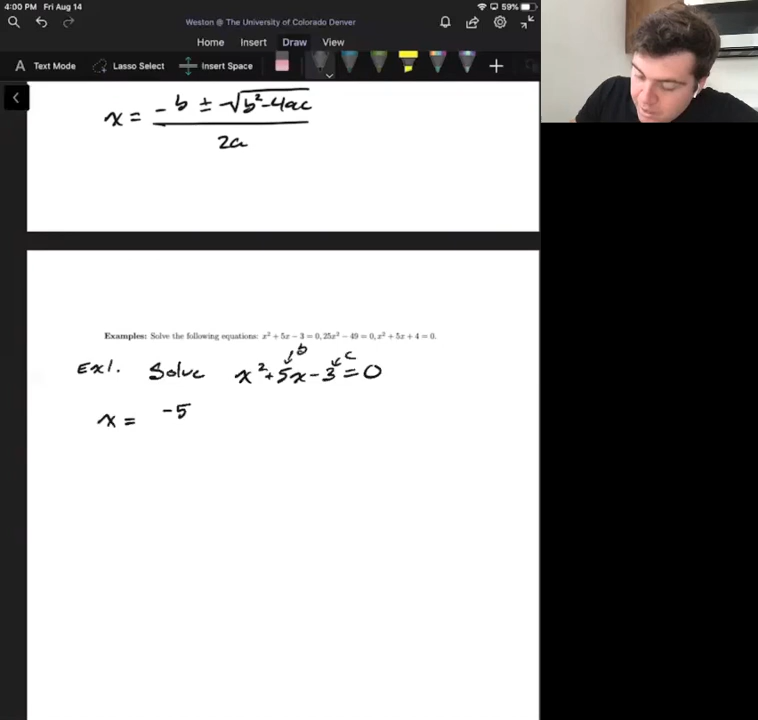 4:00 PM Fri Aug 14
59%
Weston @ The University of Colorado Denver
Home Insert Draw View
A Text Mode Lasso Select Insert Space
x = -b ± √b²-4ac
2a
Examples: Solve the following equations: x² + 5x − 3 = 0, 25x² − 49 = 0, x² + 5x + 4 = 0.
b c
Ex1. Solve x²+5x-3=0
x = -5